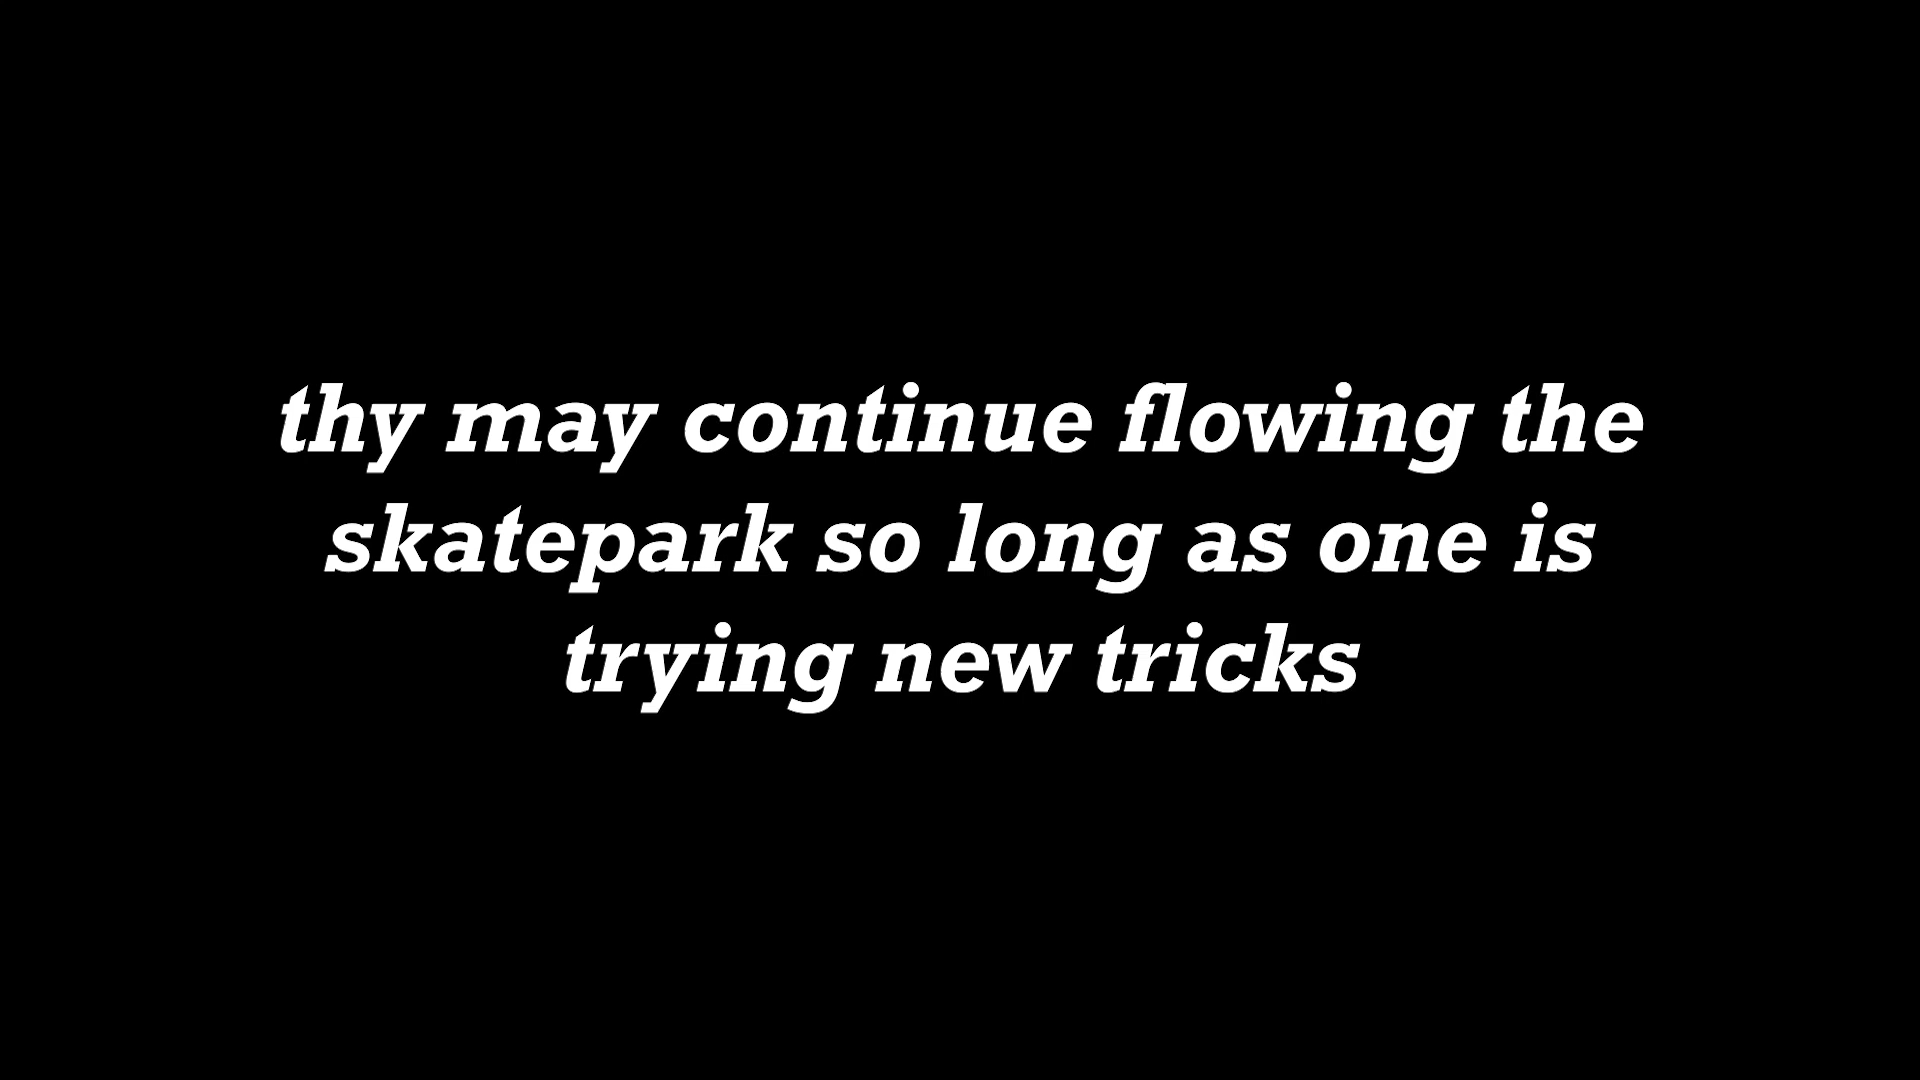 thy may continue flowing the
skatepark so long as one is
trying new tricks